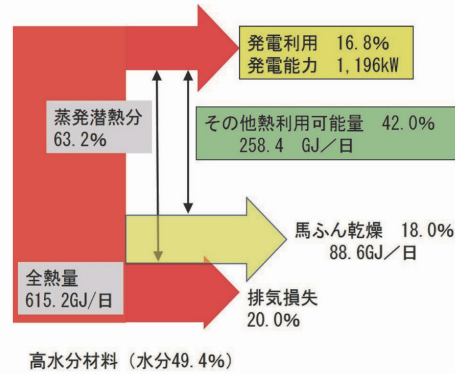 発電利用 16.8%
発電能力 1,196kW
蒸発潜熱分
63.2%
その他熱利用可能量 42.0%
258.4 GJ／日
馬ふん乾燥 18.0%
88.6GJ／日
全熱量
615.2GJ/日
排気損失
20.0%
高水分材料（水分49.4%）